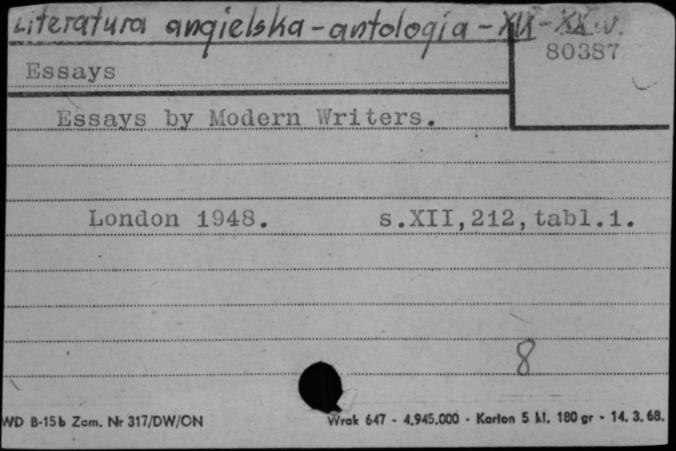 Literatura angielska - antologia - XIX - XX w.
80387
Essays
Essays by Modern Writers.
London 1948. s.XII,212,tabl.1.
8
WD B-15b Zam. Nr 317/DW/ON Wrak 647 - 4.945.000 - Karton 5 kl. 180 gr - 14. 3. 68.